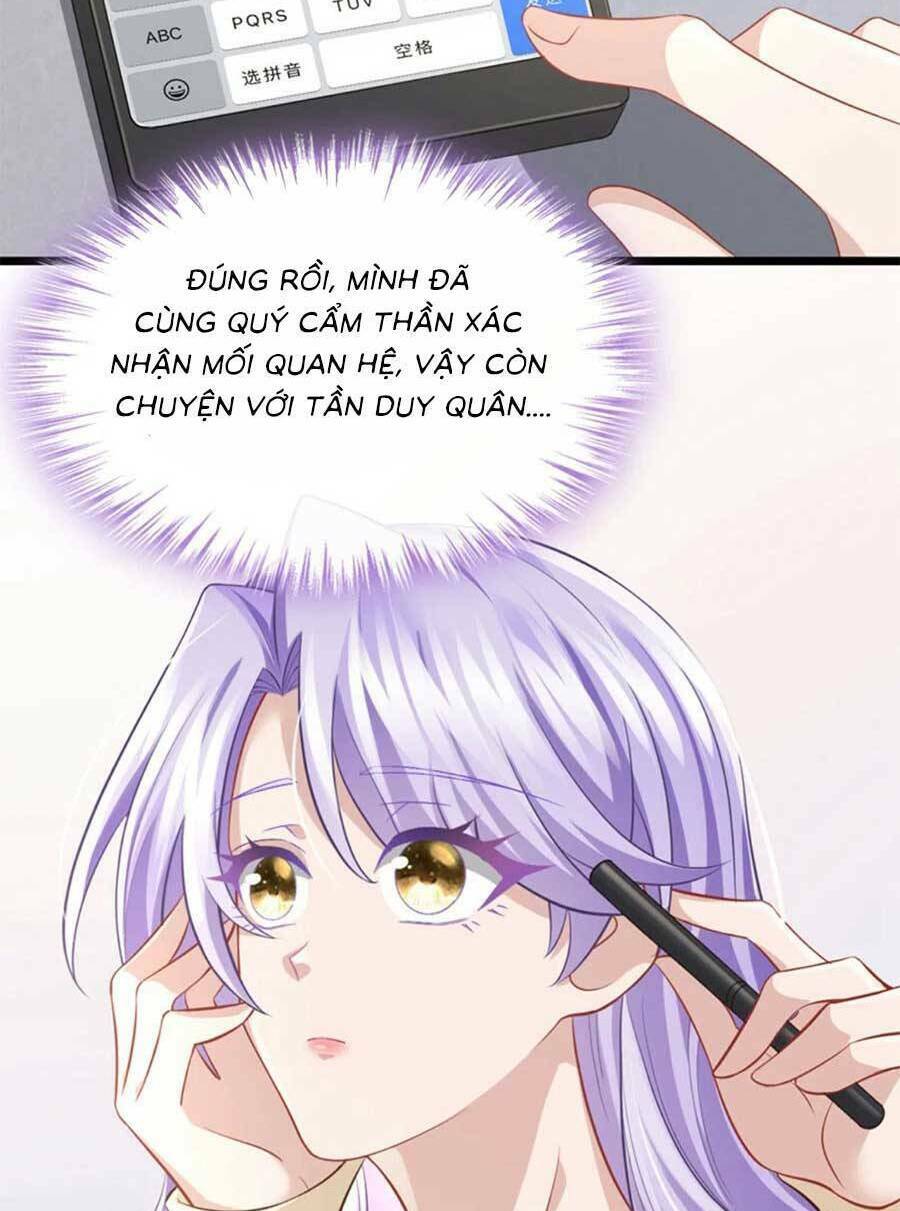 ABC
PQRS
TUV
选拼音
空格
ĐÚNG RỒI, MÌNH ĐÃ
CÙNG QUÝ CẨM THẦN XÁC
NHẬN MỐI QUAN HỆ, VẬY CÒN
CHUYỆN VỚI TẦN DUY QUÂN....